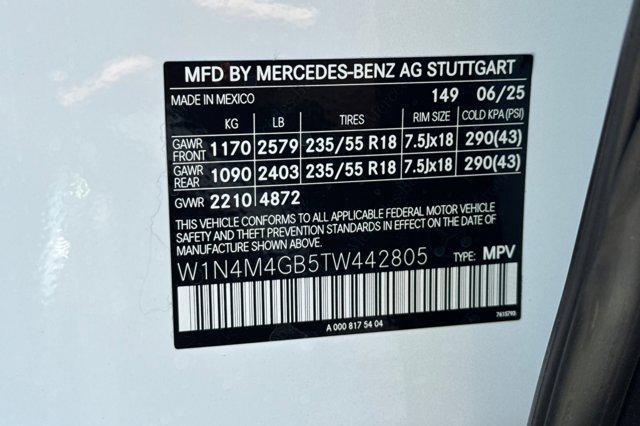 MFD BY MERCEDES-BENZ AG STUTTGART
MADE IN MEXICO 149 06/25
KG LB TIRES RIM SIZE COLD KPA (PSI)
GAWR FRONT 1170 2579 235/55 R18 7.5Jx18 290(43)
GAWR REAR 1090 2403 235/55 R18 7.5Jx18 290(43)
GVWR 2210 4872
THIS VEHICLE CONFORMS TO ALL APPLICABLE FEDERAL MOTOR VEHICLE
SAFETY AND THEFT PREVENTION STANDARDS IN EFFECT ON THE DATE OF
MANUFACTURE SHOWN ABOVE.
W1N4M4GB5TW442805 TYPE: MPV
A 000 817 54 04 7615793